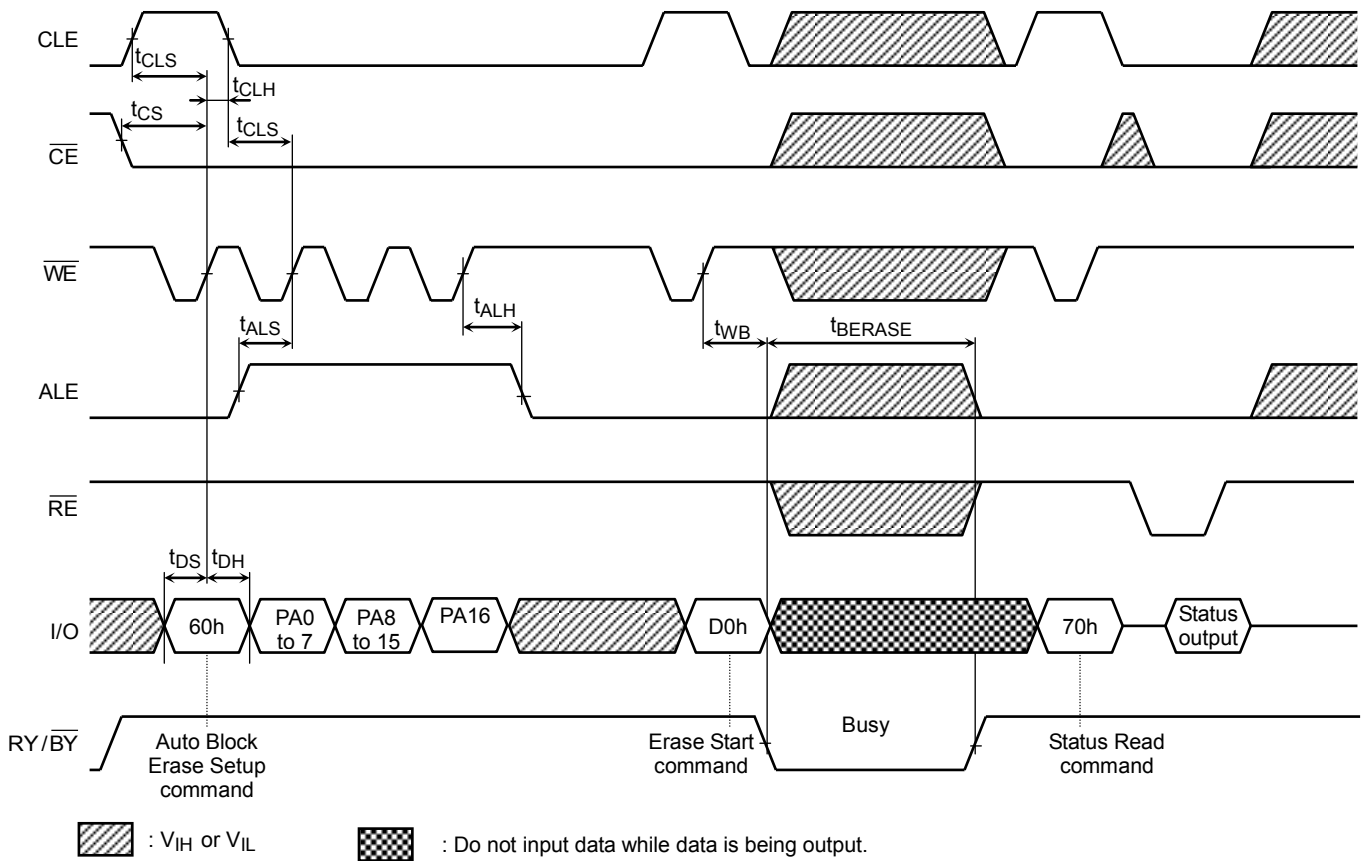 CLE
tCLS
tCLH
tCS
tCLS
CE
WE
tALS
tALH
tWB
tBERASE
ALE
RE
tDS
tDH
I/O
60h
PA0
to 7
PA8
to 15
PA16
D0h
70h
Status
output
RY/BY
Busy
Auto Block
Erase Setup
command
Erase Start
command
Status Read
command
: VIH or VIL
: Do not input data while data is being output.